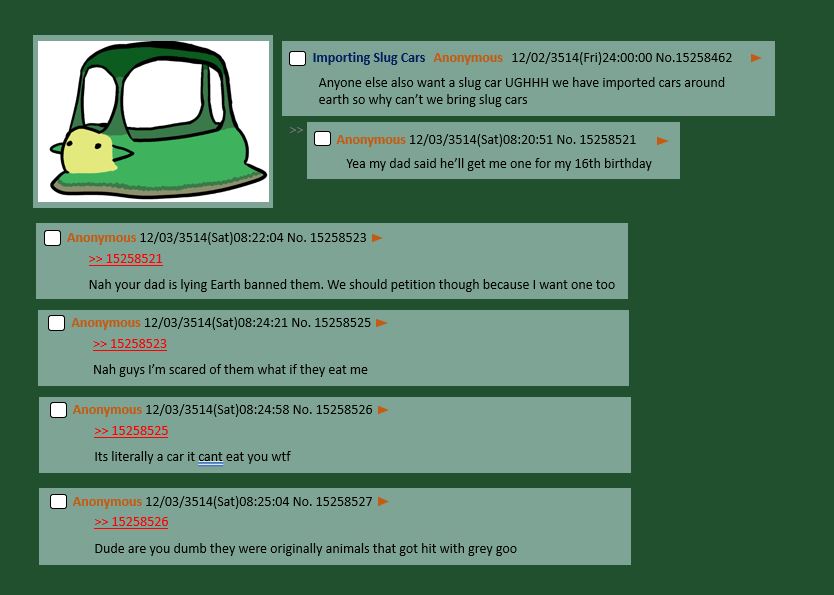 Importing Slug Cars Anonymous 12/02/3514(Fri)24:00:00 No.15258462 ►
Anyone else also want a slug car UGHHH we have imported cars around
earth so why can't we bring slug cars
>> Anonymous 12/03/3514(Sat)08:20:51 No. 15258521 ►
Yea my dad said he'll get me one for my 16th birthday
Anonymous 12/03/3514(Sat)08:22:04 No. 15258523 ►
>> 15258521
Nah your dad is lying Earth banned them. We should petition though because I want one too
Anonymous 12/03/3514(Sat)08:24:21 No. 15258525 ►
>> 15258523
Nah guys I'm scared of them what if they eat me
Anonymous 12/03/3514(Sat)08:24:58 No. 15258526 ►
>> 15258525
Its literally a car it cant eat you wtf
Anonymous 12/03/3514(Sat)08:25:04 No. 15258527 ►
>> 15258526
Dude are you dumb they were originally animals that got hit with grey goo